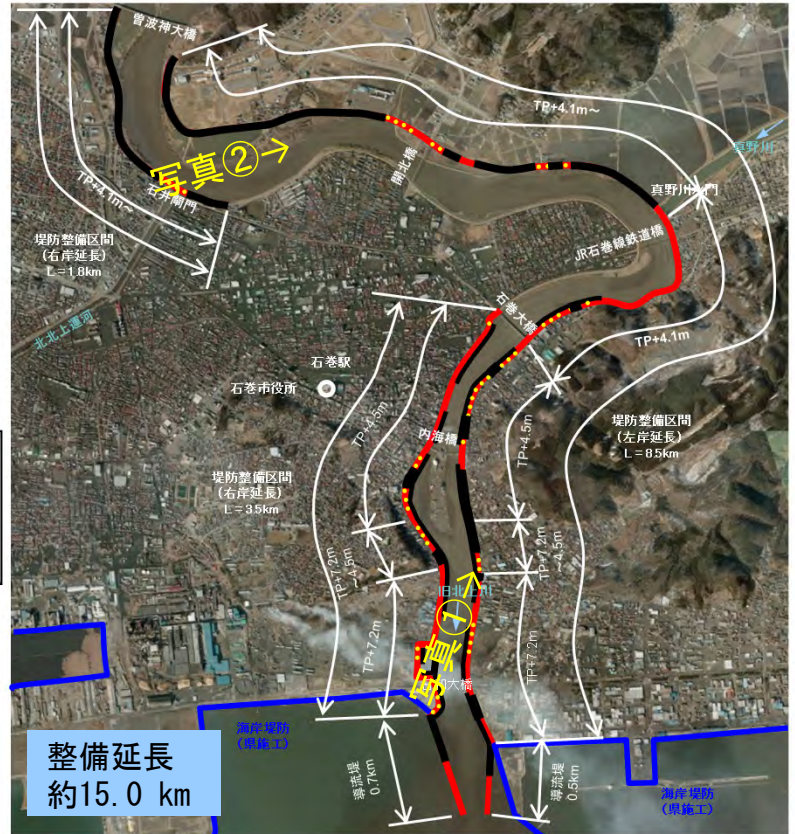 曽波神大橋
TP+4.1m～
真野川
写真②→
石井閘門
開北橋
TP+4.1m～
堤防整備区間
(右岸延長)
L=1.8km
北北上運河
JR石巻線鉄道橋
石巻大橋
TP+4.1m
石巻駅
石巻市役所
内海橋
TP+4.5m
TP+4.5m
堤防整備区間
(左岸延長)
L=8.5km
堤防整備区間
(右岸延長)
L=3.5km
TP+7.2m
～4.5m
TP+7.2m
～4.5m
旧北上川
写真①→
TP+7.2m
TP+7.2m
大橋
海岸堤防
(県施工)
整備延長
約15.0 km
導流堤
0.7km
導流堤
0.5km
海岸堤防
(県施工)